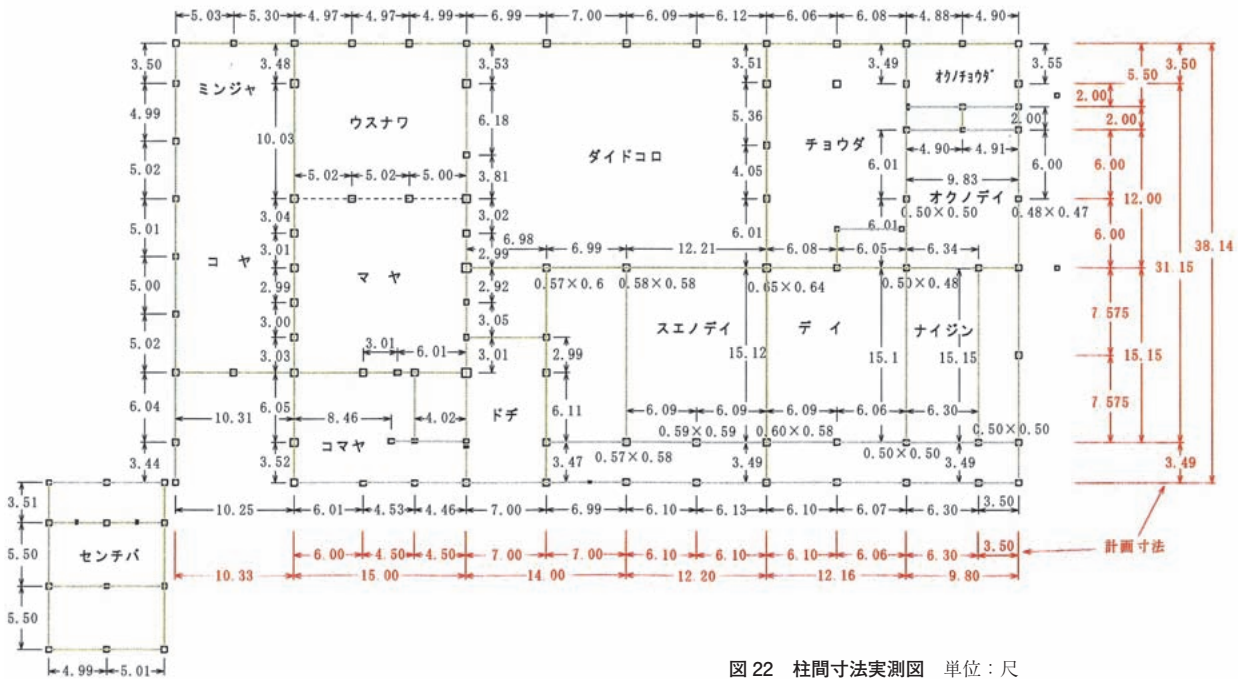 5.03 5.30 4.97 4.97 4.99 6.99 7.00 6.09 6.12 6.06 6.08 4.88 4.90
3.50 3.48 3.53 3.51 3.49 3.55 5.50 3.50
ミンジャ オクノチョウダ
4.99 10.03 6.18 5.36 2.00 2.00 2.00
ウスナワ ダイドコロ チョウダ
5.02 5.02 5.02 5.00 3.81 4.05 6.01 4.90 4.91 6.00 6.00
9.83
オクノデイ 12.00
5.01 3.04 3.02 6.01 6.01 0.50×0.50 0.48×0.47 6.00 38.14
3.01 6.98 2.99 6.99 12.21 6.08 6.05 6.34 31.15
コヤ マヤ
5.00 2.99 2.92 0.57×0.6 0.58×0.58 0.65×0.64 0.50×0.48
3.00 3.05 スエノデイ デイ ナイジン 7.575
5.02 3.03 3.01 6.01 3.01 2.99 15.12 15.1 15.15 15.15
6.04 10.31 6.05 8.46 4.02 ドヂ 6.11 6.09 6.09 6.09 6.06 6.30 7.575
コマヤ 0.59×0.59 0.60×0.58 0.50×0.50
3.44 3.52 3.47 0.57×0.58 3.49 0.50×0.50 3.49 3.49
3.51 10.25 6.01 4.53 4.46 7.00 6.99 6.10 6.13 6.10 6.07 6.30 3.50
センチバ
5.50 6.00 4.50 4.50 7.00 7.00 6.10 6.10 6.10 6.06 6.30 3.50 計画寸法
10.33 15.00 14.00 12.20 12.16 9.80
5.50
4.99 5.01
図22 柱間寸法実測図 単位：尺